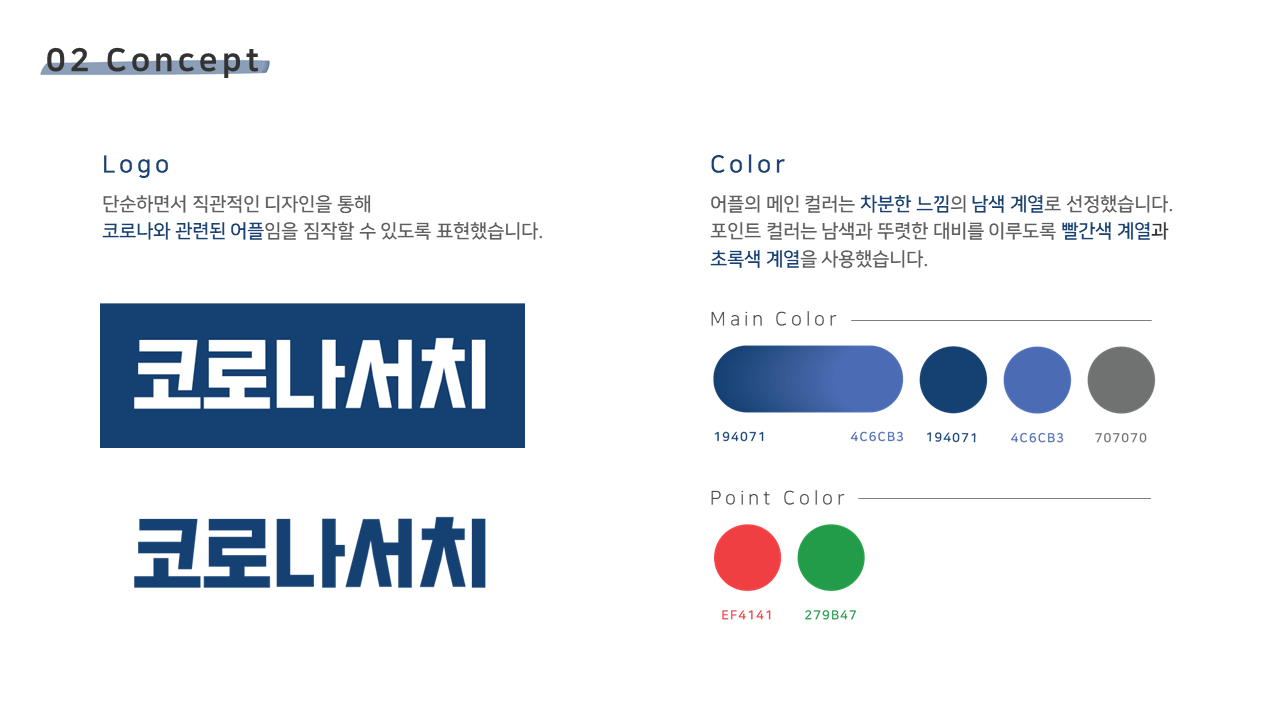 02 Concept
Logo
단순하면서 직관적인 디자인을 통해
코로나와 관련된 어플임을 짐작할 수 있도록 표현했습니다.
코로나서치
코로나서치
Color
어플의 메인 컬러는 차분한 느낌의 남색 계열로 선정했습니다.
포인트 컬러는 남색과 뚜렷한 대비를 이루도록 빨간색 계열과
초록색 계열을 사용했습니다.
Main Color
194071 4C6CB3 194071 4C6CB3 707070
Point Color
EF4141 279B47